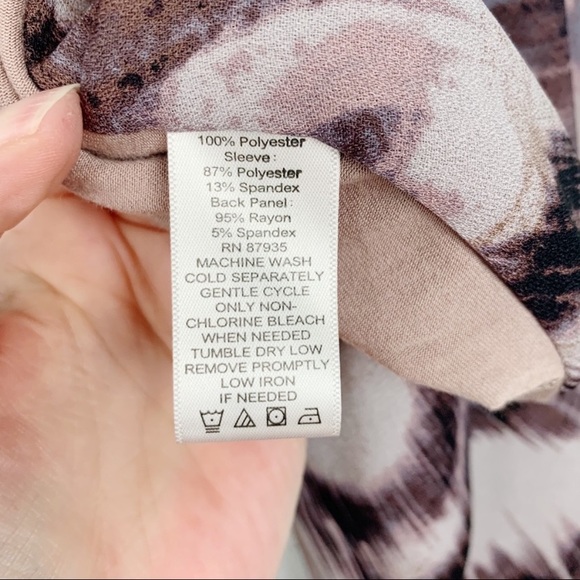 100% Polyester
Sleeve:
87% Polyester
13% Spandex
Back Panel:
95% Rayon
5% Spandex
RN 87935
MACHINE WASH
COLD SEPARATELY
GENTLE CYCLE
ONLY NON-
CHLORINE BLEACH
WHEN NEEDED
TUMBLE DRY LOW
REMOVE PROMPTLY
LOW IRON
IF NEEDED